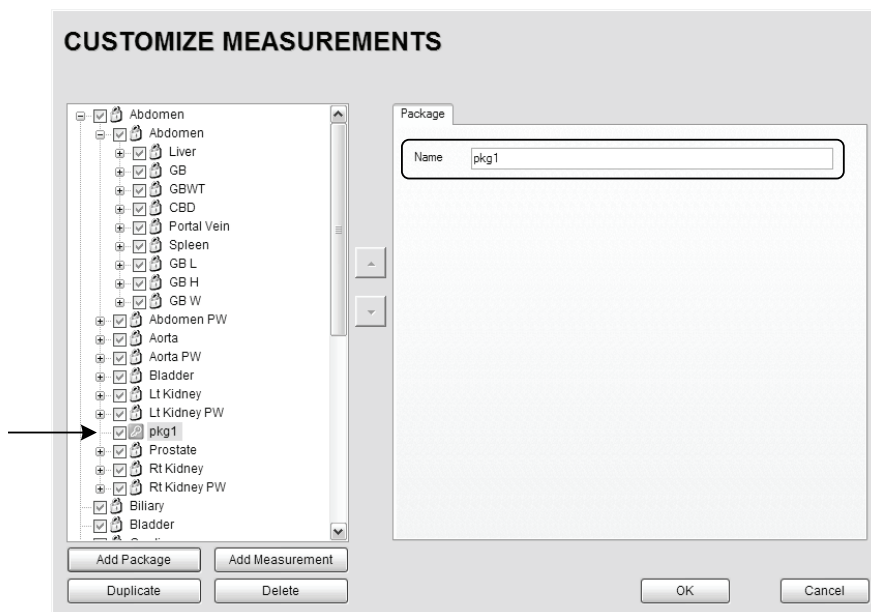 CUSTOMIZE MEASUREMENTS
Abdomen
Abdomen
Liver
GB
GBWT
CBD
Portal Vein
Spleen
GB L
GB H
GB W
Abdomen PW
Aorta
Aorta PW
Bladder
Lt Kidney
Lt Kidney PW
pkg1
Prostate
Rt Kidney
Rt Kidney PW
Biliary
Bladder
Package
Name pkg1
Add Package Add Measurement
Duplicate Delete
OK Cancel